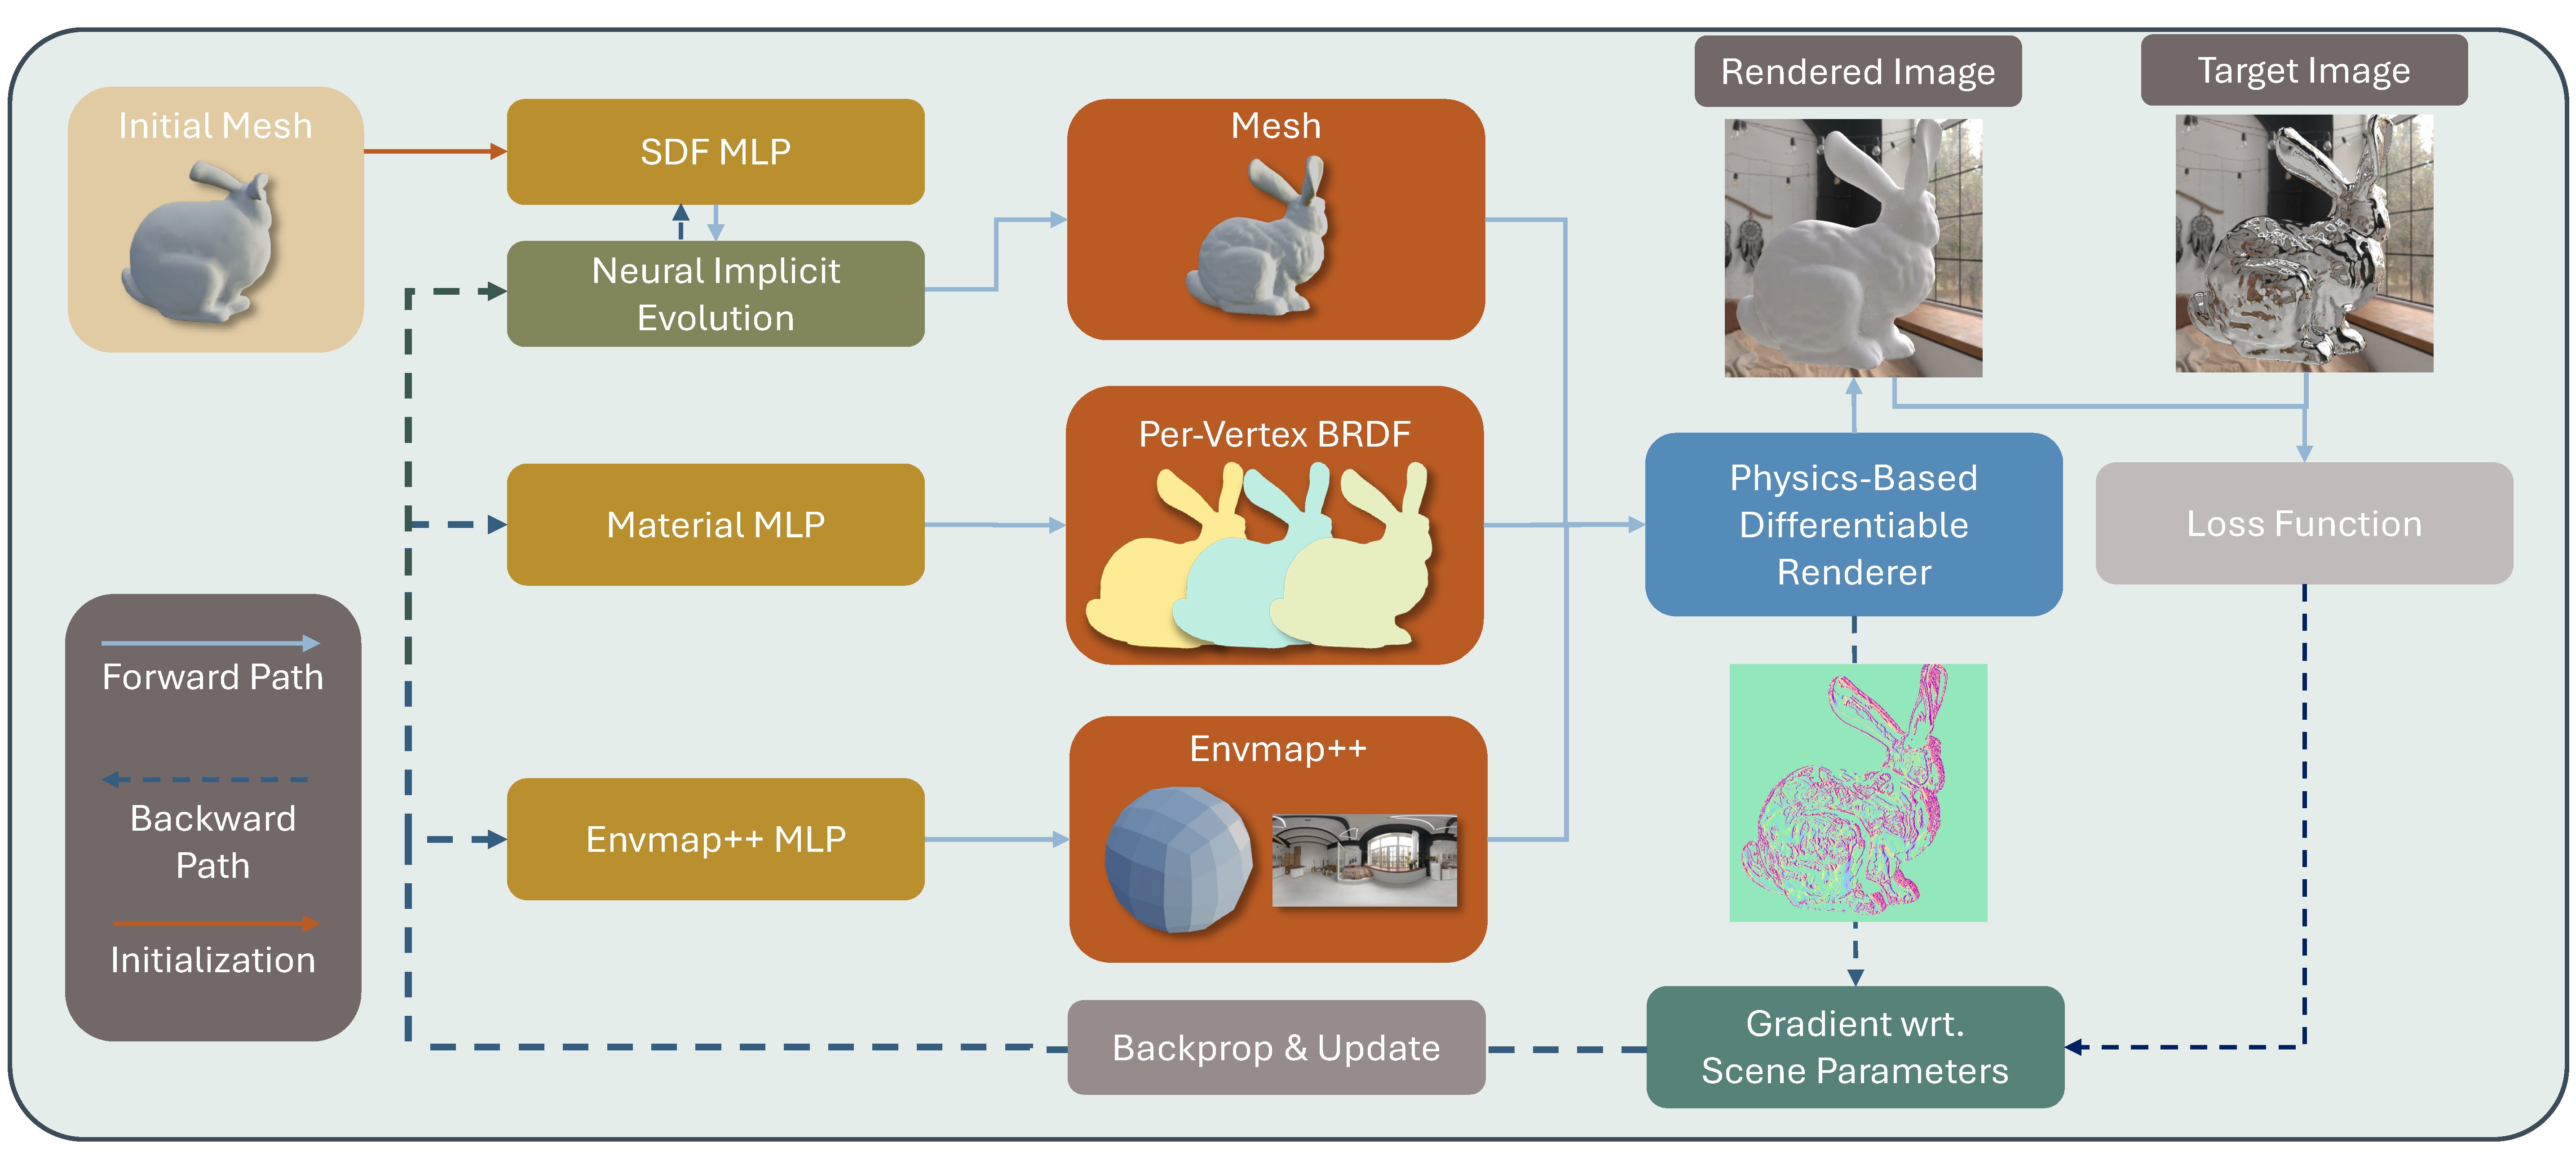 Initial Mesh
SDF MLP
Neural Implicit
Evolution
Material MLP
Envmap++ MLP
Mesh
Per-Vertex BRDF
Envmap++
Rendered Image
Target Image
Physics-Based
Differentiable
Renderer
Loss Function
Forward Path
Backward
Path
Initialization
Backprop & Update
Gradient wrt.
Scene Parameters